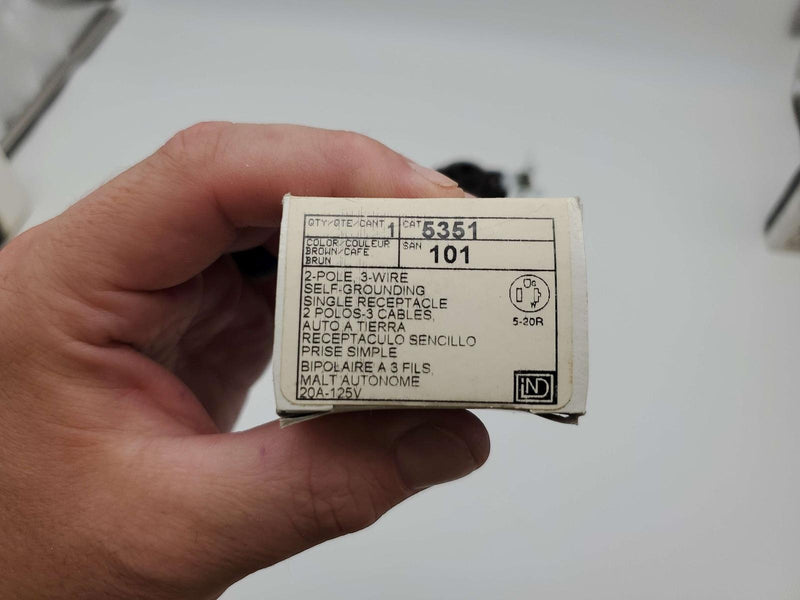 QTY/QTE/CANT 1 CAT 5351
COLOR/COULEUR SAN 101
BROWN/CAFE
BRUN
2-POLE, 3-WIRE
SELF-GROUNDING
SINGLE RECEPTACLE
2 POLOS-3 CABLES,
AUTO A TIERRA
RECEPTACULO SENCILLO
PRISE SIMPLE
BIPOLAIRE A 3 FILS,
MALT AUTONOME
20A-125V
G
W
5-20R
IND